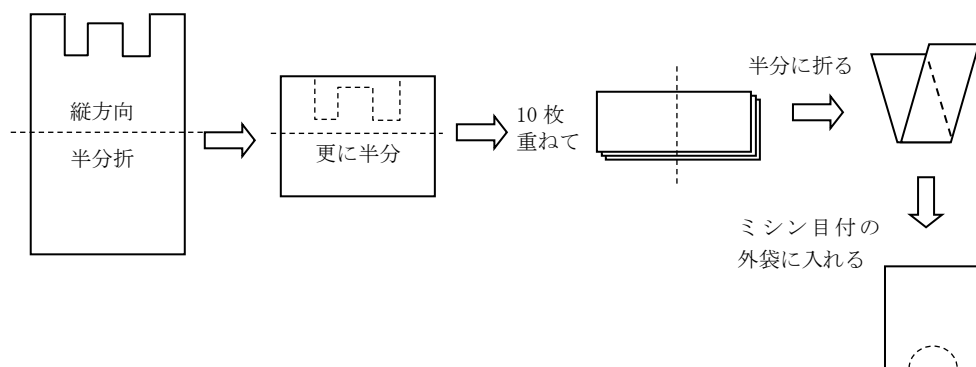 縦方向
半分折
更に半分
10 枚
重ねて
半分に折る
ミシン目付の
外袋に入れる